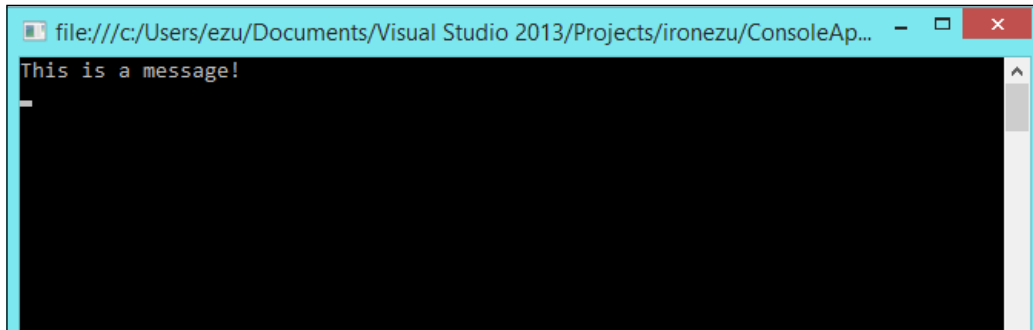 file:///c:/Users/ezu/Documents/Visual Studio 2013/Projects/ironezu/ConsoleAp...
This is a message!